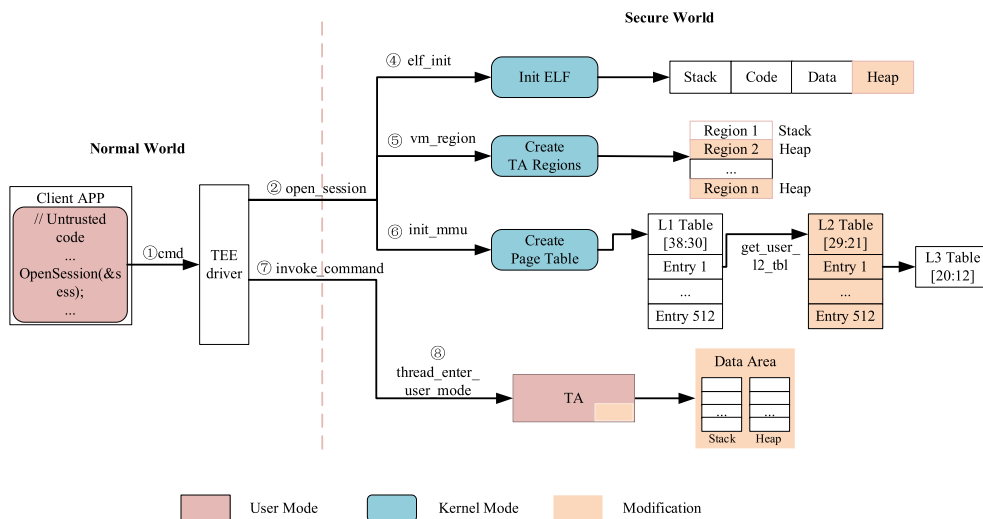 Secure World
Normal World
Client APP
// Untrusted
code
...
OpenSession(&s
ess);
...
①cmd
TEE
driver
② open_session
④ elf_init
Init ELF
Stack
Code
Data
Heap
⑤ vm_region
Create
TA Regions
Region 1
Stack
Region 2
Heap
...
Region n
Heap
⑥ init_mmu
Create
Page Table
L1 Table
[38:30]
Entry 1
...
Entry 512
get_user_
l2_tbl
L2 Table
[29:21]
Entry 1
...
Entry 512
L3 Table
[20:12]
⑦ invoke_command
⑧
thread_enter_
user_mode
TA
Data Area
...
...
Stack
Heap
User Mode
Kernel Mode
Modification